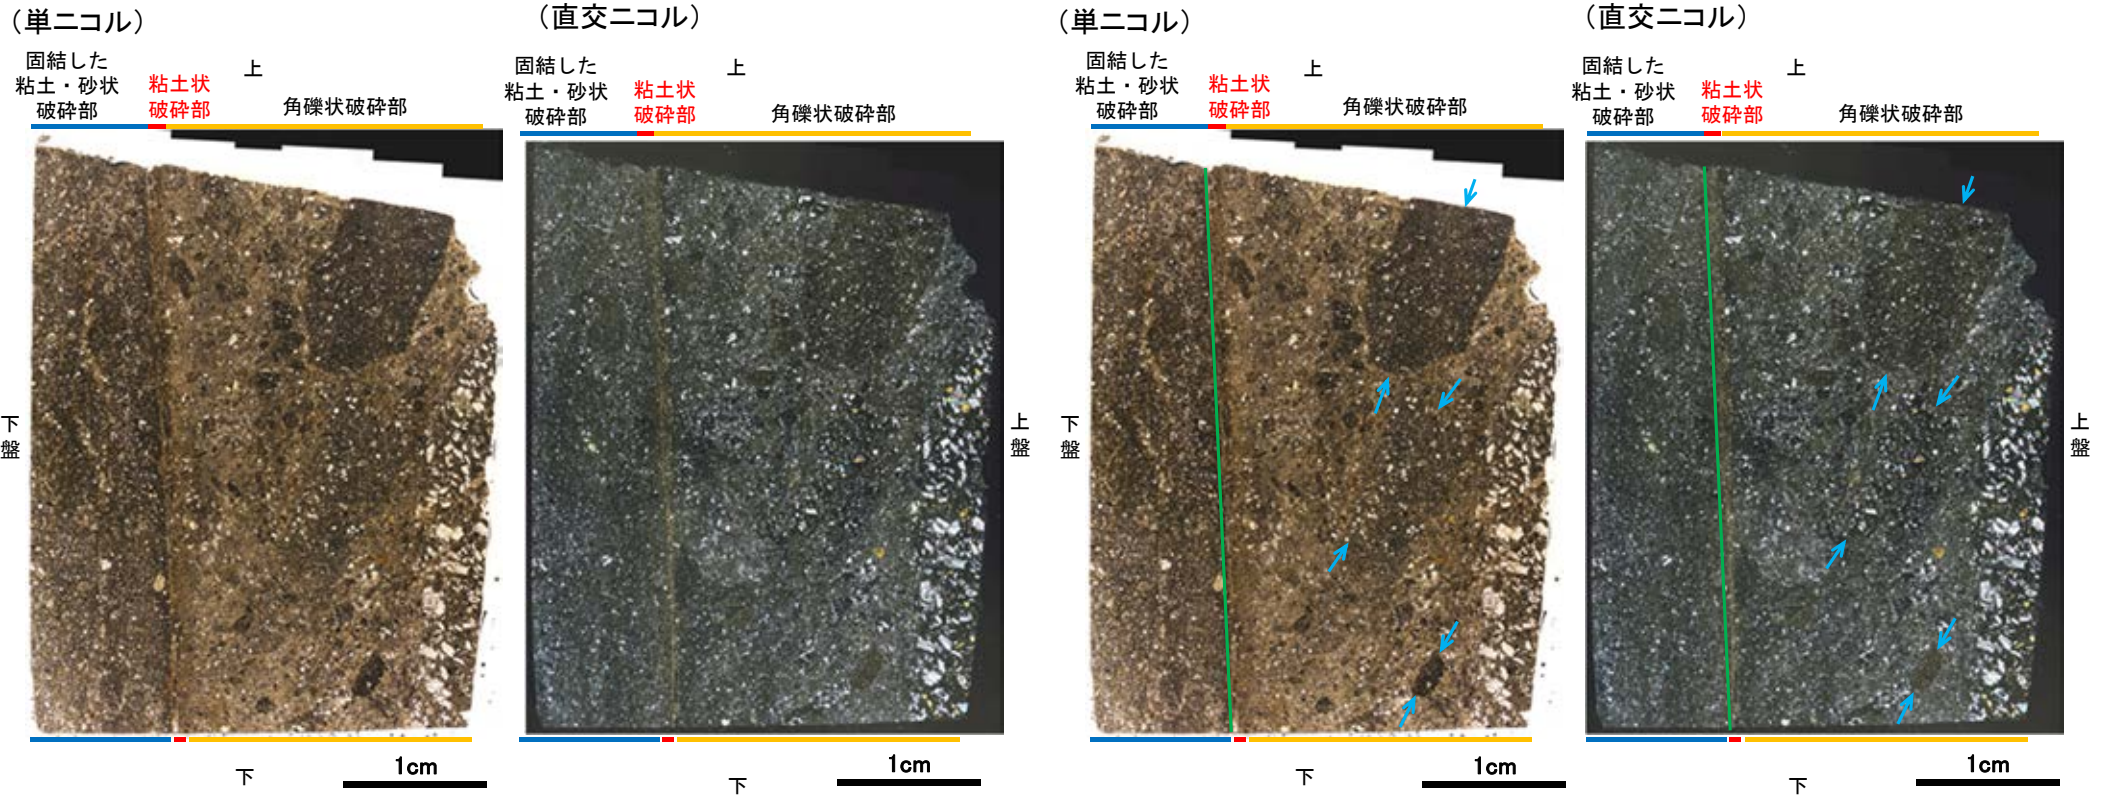 （単ニコル）
固結した
粘土・砂状
破砕部
粘土状
破砕部
上
角礫状破砕部
下
盤
下
1cm
（直交ニコル）
固結した
粘土・砂状
破砕部
粘土状
破砕部
上
角礫状破砕部
上
盤
下
1cm
（単ニコル）
固結した
粘土・砂状
破砕部
粘土状
破砕部
上
角礫状破砕部
下
盤
下
1cm
（直交ニコル）
固結した
粘土・砂状
破砕部
粘土状
破砕部
上
角礫状破砕部
上
盤
下
1cm